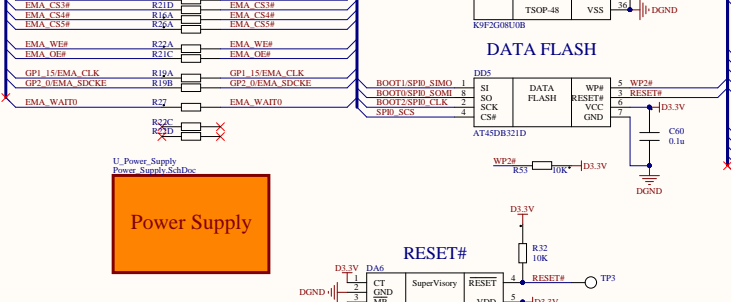 EMA_CS3# R21D EMA_CS3#
EMA_CS4# R16A EMA_CS4#
EMA_CS5# R26A EMA_CS5#
EMA_WE# R22A EMA_WE#
EMA_OE# R21C EMA_OE#
GP1_15/EMA_CLK R19A GP1_15/EMA_CLK
GP2_0/EMA_SDCKE R19B GP2_0/EMA_SDCKE
EMA_WAIT0 R27 EMA_WAIT0
R22C
R22D
TSOP-48 VSS 36 DGND
K9F2G08U0B
DATA FLASH
DD5
BOOT1/SPI0_SIMO 1 SI DATA WP# 5 WP2#
BOOT0/SPI0_SOMI 8 SO FLASH RESET# 3 RESET#
BOOT2/SPI0_CLK 2 SCK VCC 6 D3.3V
SPI0_SCS 4 CS# GND 7
AT45DB321D
C60
0.1u
WP2# R53 10K D3.3V
DGND
U_Power_Supply
Power_Supply.SchDoc
Power Supply
D3.3V
R32
10K
RESET#
D3.3V DA6
1 CT SuperVisory RESET 4 RESET# TP3
DGND 2 GND
3 MR VDD 5 D3.3V